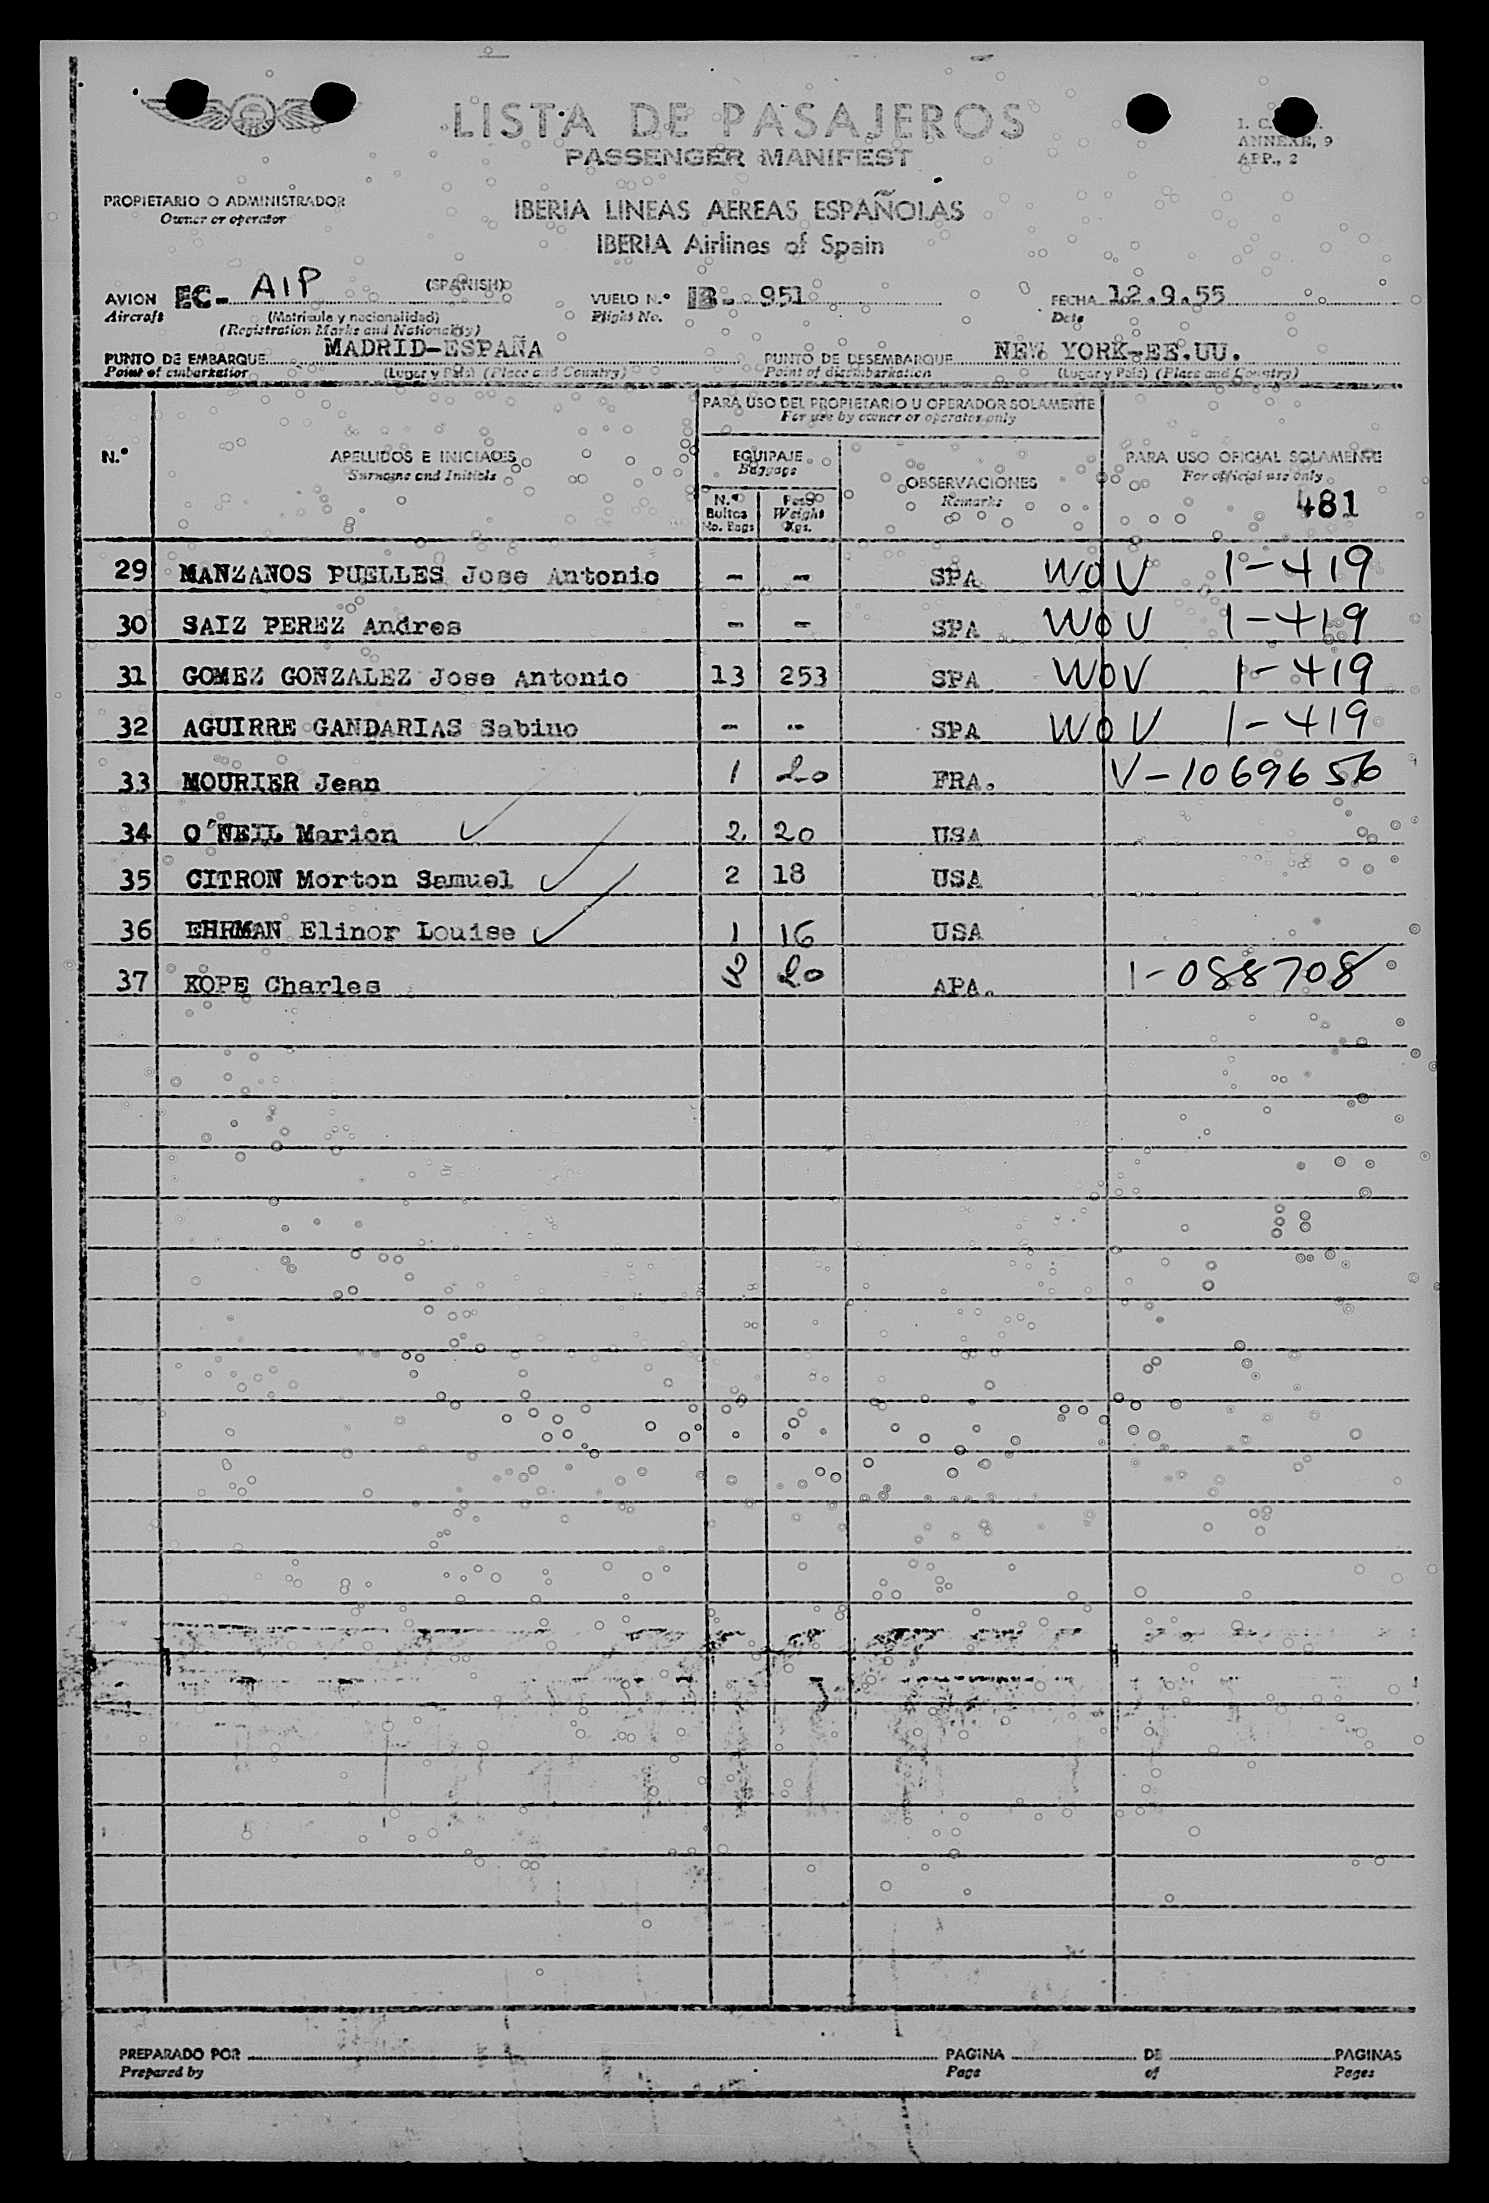 LISTA DE PASAJEROS
PASSENGER MANIFEST
I. C.
ANNEXE, 9
APP., 2
PROPIETARIO O ADMINISTRADOR
Owner or operator
IBERIA LINEAS AEREAS ESPAÑOLAS
IBERIA Airlines of Spain
AVION EC- AIP (SPANISH) VUELO N.º IB. 951 FECHA 12.9.55
Aircraft (Matricula y nacionalidad) Flight No. Date
(Registration Marks and Nationality)
PUNTO DE EMBARQUE MADRID-ESPAÑA PUNTO DE DESEMBARQUE NEW YORK-EE.UU.
Point of embarkation (Lugar y País) (Place and Country) Point of disembarkation (Lugar y País) (Place and Country)
PARA USO DEL PROPIETARIO U OPERADOR SOLAMENTE
For use by owner or operator only
N.º APELLIDOS E INICIALES EQUIPAJE OBSERVACIONES PARA USO OFICIAL SOLAMENTE
Surname and Initials Baggage Remarks For official use only
N.º Bultos No. Bags Peso Weight Kgs. 481
29 MANZANOS PUELLES Jose Antonio - - SPA WOV 1-419
30 SAIZ PEREZ Andres - - SPA WOV 1-419
31 GOMEZ GONZALEZ Jose Antonio 13 253 SPA WOV 1-419
32 AGUIRRE GANDARIAS Sabino - - SPA WOV 1-419
33 MOURIER Jean 1 20 FRA. V-1069656
34 O'NEIL Marion 2 20 USA
35 CITRON Morton Samuel 2 18 USA
36 EHRMAN Elinor Louise 1 16 USA
37 KOPE Charles 20 APA. 1-088708
PREPARADO POR PAGINA DE PAGINAS
Prepared by Page of Pages